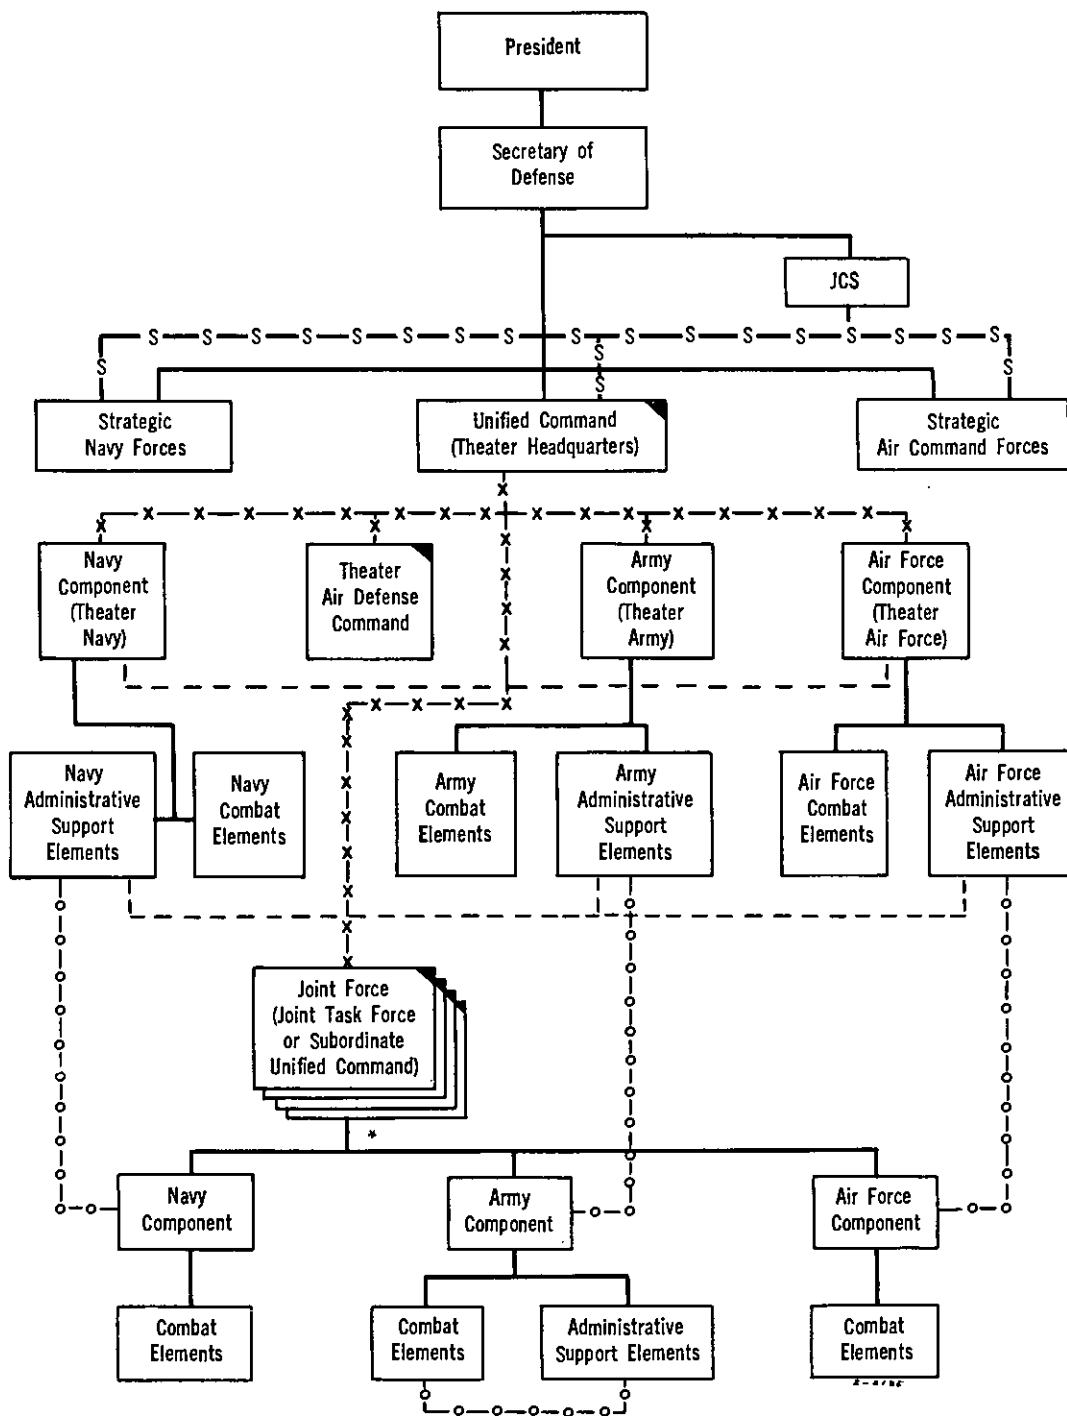 President
Secretary of
Defense
JCS
Strategic
Navy Forces
Unified Command
(Theater Headquarters)
Strategic
Air Command Forces
Navy
Component
(Theater
Navy)
Theater
Air Defense
Command
Army
Component
(Theater
Army)
Air Force
Component
(Theater
Air Force)
Navy
Administrative
Support
Elements
Navy
Combat
Elements
Army
Combat
Elements
Army
Administrative
Support
Elements
Air Force
Combat
Elements
Air Force
Administrative
Support
Elements
Joint Force
(Joint Task Force
or Subordinate
Unified Command)
*
Navy
Component
Army
Component
Air Force
Component
Combat
Elements
Combat
Elements
Administrative
Support Elements
Combat
Elements